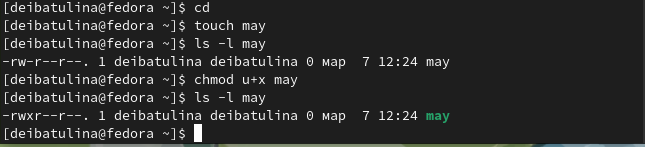 [deibatulina@fedora ~]$ cd
[deibatulina@fedora ~]$ touch may
[deibatulina@fedora ~]$ ls -l may
-rw-r--r--. 1 deibatulina deibatulina 0 мар  7 12:24 may
[deibatulina@fedora ~]$ chmod u+x may
[deibatulina@fedora ~]$ ls -l may
-rwxr--r--. 1 deibatulina deibatulina 0 мар  7 12:24 may
[deibatulina@fedora ~]$